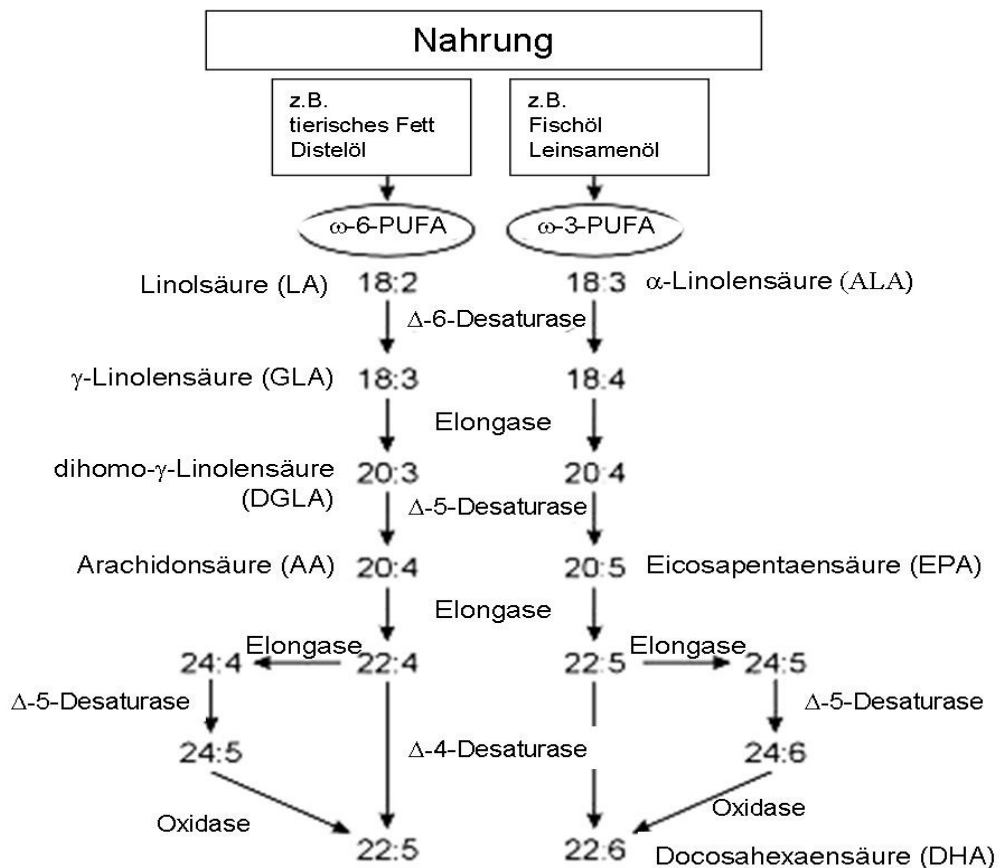 Nahrung
z.B.
tierisches Fett
Distelöl
z.B.
Fischöl
Leinsamenöl
ω-6-PUFA
ω-3-PUFA
Linolsäure (LA) 18:2
18:3 α-Linolensäure (ALA)
Δ-6-Desaturase
γ-Linolensäure (GLA) 18:3
18:4
Elongase
dihomo-γ-Linolensäure
(DGLA)
20:3
20:4
Δ-5-Desaturase
Arachidonsäure (AA) 20:4
20:5 Eicosapentaensäure (EPA)
Elongase
24:4 Elongase 22:4
22:5 Elongase 24:5
Δ-5-Desaturase
Δ-5-Desaturase
24:5
Δ-4-Desaturase
24:6
Oxidase
Oxidase
22:5
22:6 Docosahexaensäure (DHA)